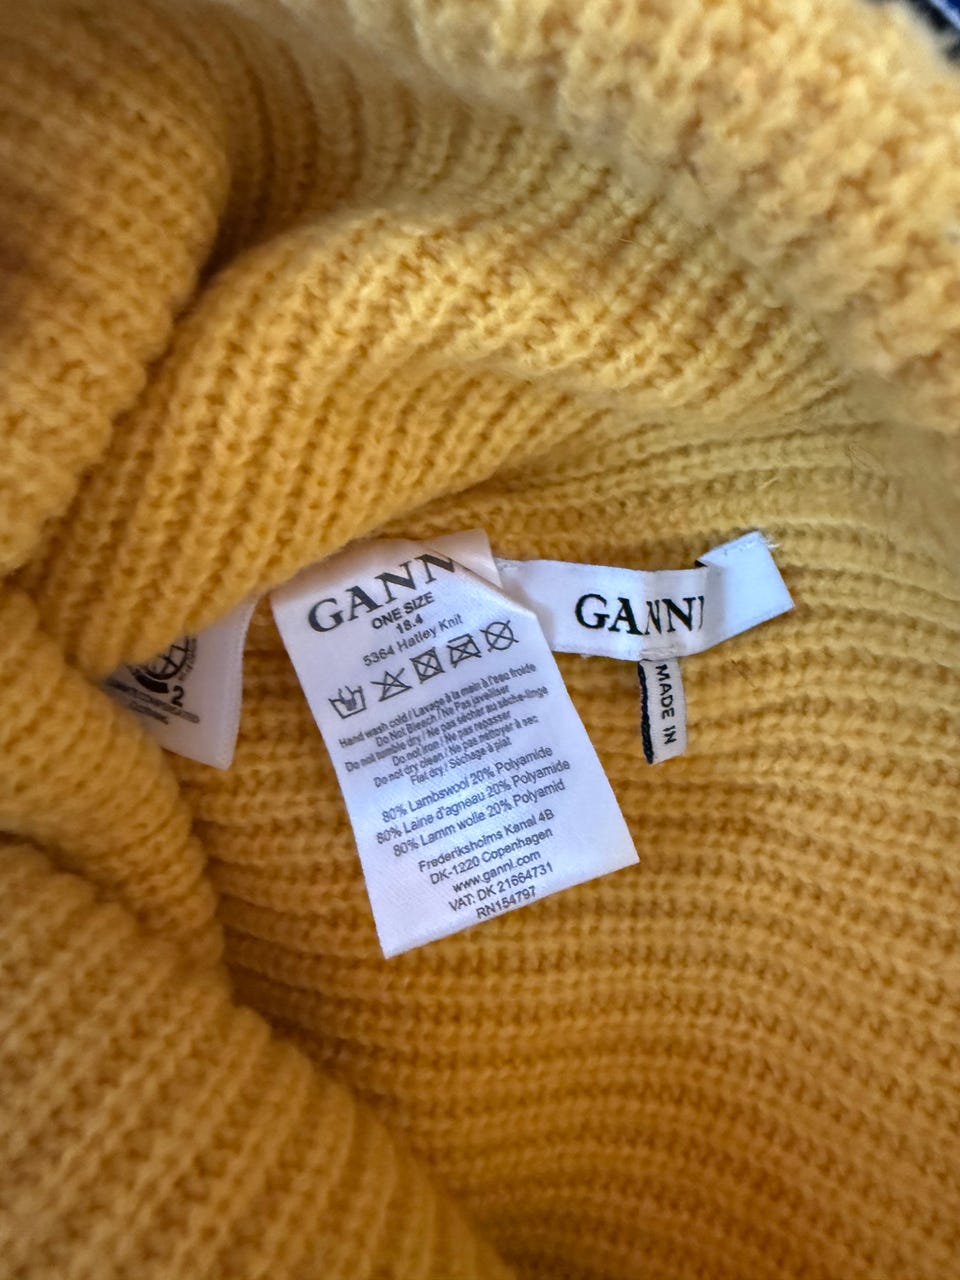 GANN
ONE SIZE
18.4
5364 Hatley Knit
Hand wash cold / Lavage à la main à l'eau froide
Do Not Bleach / Ne Pas javelliser
Do not tumble dry / Ne pas sécher au sèche-linge
Do not iron / Ne pas repasser
Do not dry clean / Ne pas nettoyer à sec
Flat dry / Séchage à plat
80% Lambswool 20% Polyamide
80% Laine d'agneau 20% Polyamide
80% Lamm wolle 20% Polyamid
Frederiksholms Kanal 4B
DK-1220 Copenhagen
www.ganni.com
VAT: DK 21664731
RN154797
GANNI
MADE IN
2